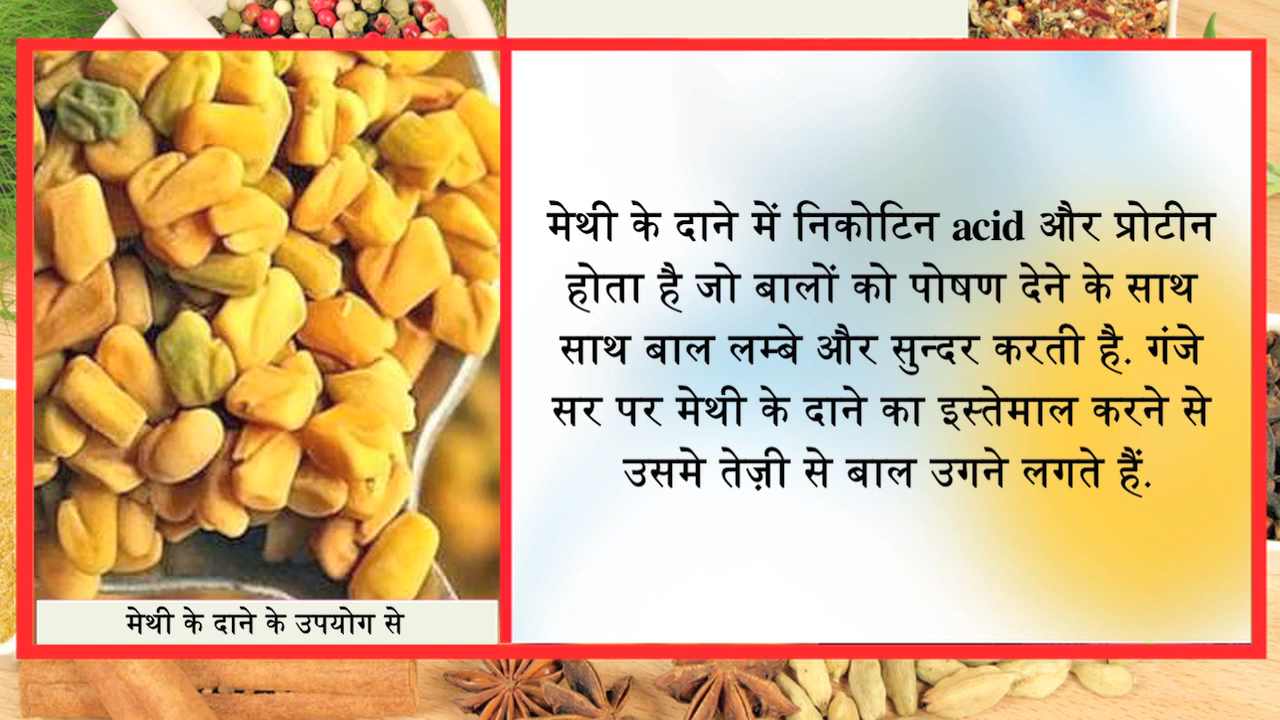 मेथी के दाने में निकोटिन acid और प्रोटीन
होता है जो बालों को पोषण देने के साथ
साथ बाल लम्बे और सुन्दर करती है. गंजे
सर पर मेथी के दाने का इस्तेमाल करने से
उसमे तेज़ी से बाल उगने लगते हैं.
मेथी के दाने के उपयोग से